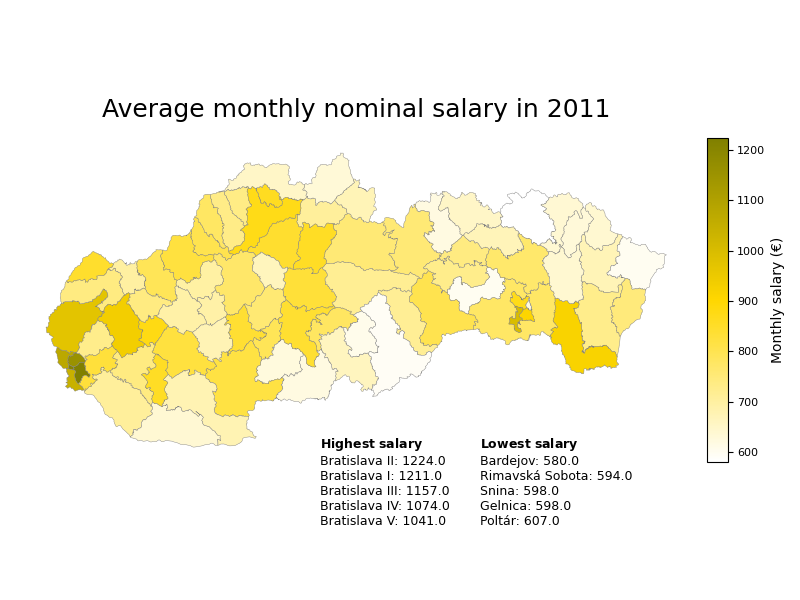 Average monthly nominal salary in 2011
1200
1100
1000
900
800
700
600
Monthly salary (€)
Highest salary
Bratislava II: 1224.0
Bratislava I: 1211.0
Bratislava III: 1157.0
Bratislava IV: 1074.0
Bratislava V: 1041.0
Lowest salary
Bardejov: 580.0
Rimavská Sobota: 594.0
Snina: 598.0
Gelnica: 598.0
Poltár: 607.0